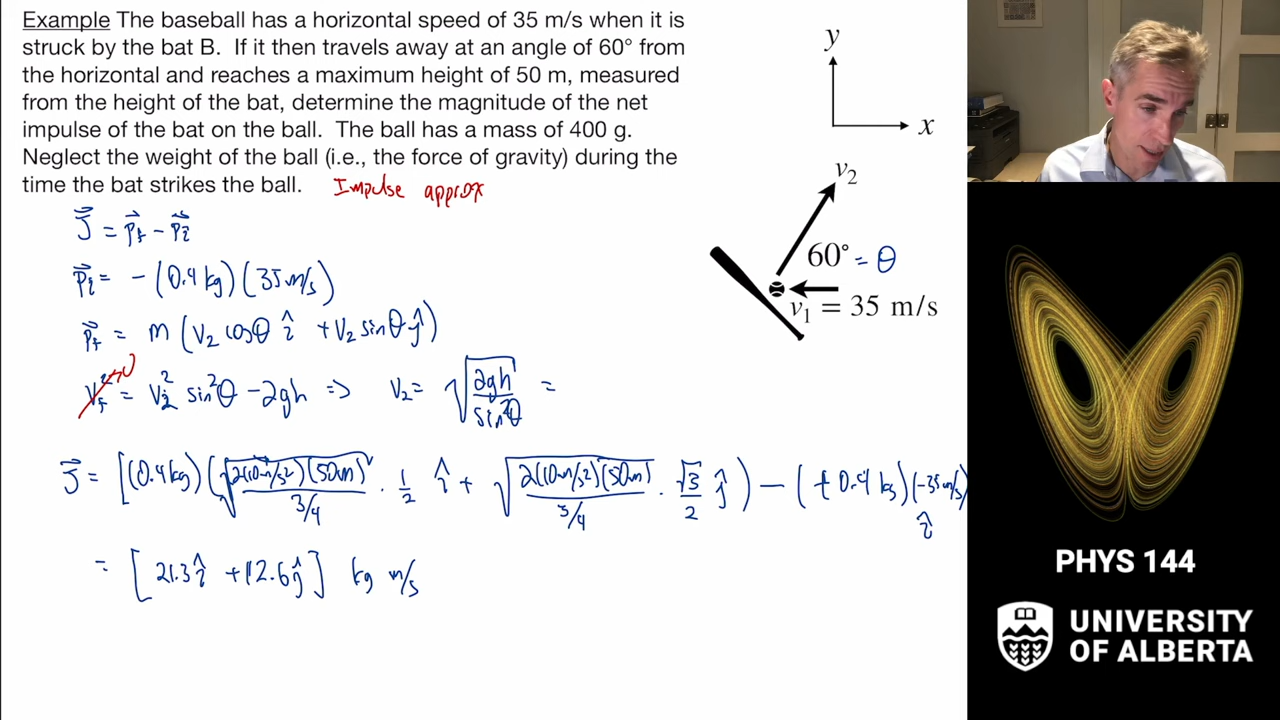 Example The baseball has a horizontal speed of 35 m/s when it is
struck by the bat B. If it then travels away at an angle of 60° from
the horizontal and reaches a maximum height of 50 m, measured
from the height of the bat, determine the magnitude of the net
impulse of the bat on the ball. The ball has a mass of 400 g.
Neglect the weight of the ball (i.e., the force of gravity) during the
time the bat strikes the ball. Impulse approx
J⃗ = p⃗f - p⃗i
p⃗i = - (0.4 kg) (35 m/s)
p⃗f = m (v2 cosθ î + v2 sinθ ĵ)
vf² → 0 = v2² sin²θ - 2gh ⇒ v2 = √(2gh / sin²θ) =
J⃗ = [(0.4 kg) (√(2(10 m/s²)(50m) / 3/4) · 1/2 î + √(2(10 m/s²)(50m) / 3/4) · √3/2 ĵ) - (+0.4 kg)(-35 m/s) î
= [21.3 î + 12.6 ĵ] kg m/s
y
x
v2
60° = θ
v1 = 35 m/s
PHYS 144
UNIVERSITY
OF ALBERTA